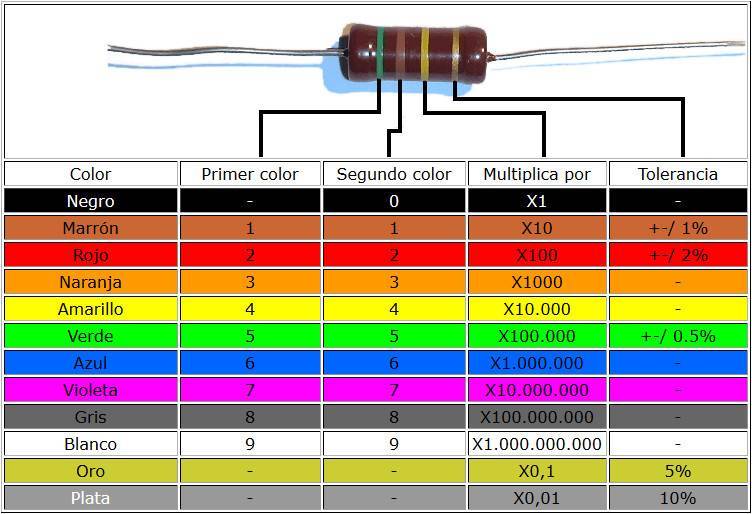 Color Primer color Segundo color Multiplica por Tolerancia
Negro - 0 X1 -
Marrón 1 1 X10 +-/ 1%
Rojo 2 2 X100 +-/ 2%
Naranja 3 3 X1000 -
Amarillo 4 4 X10.000 -
Verde 5 5 X100.000 +-/ 0.5%
Azul 6 6 X1.000.000 -
Violeta 7 7 X10.000.000 -
Gris 8 8 X100.000.000 -
Blanco 9 9 X1.000.000.000 -
Oro - - X0,1 5%
Plata - - X0,01 10%